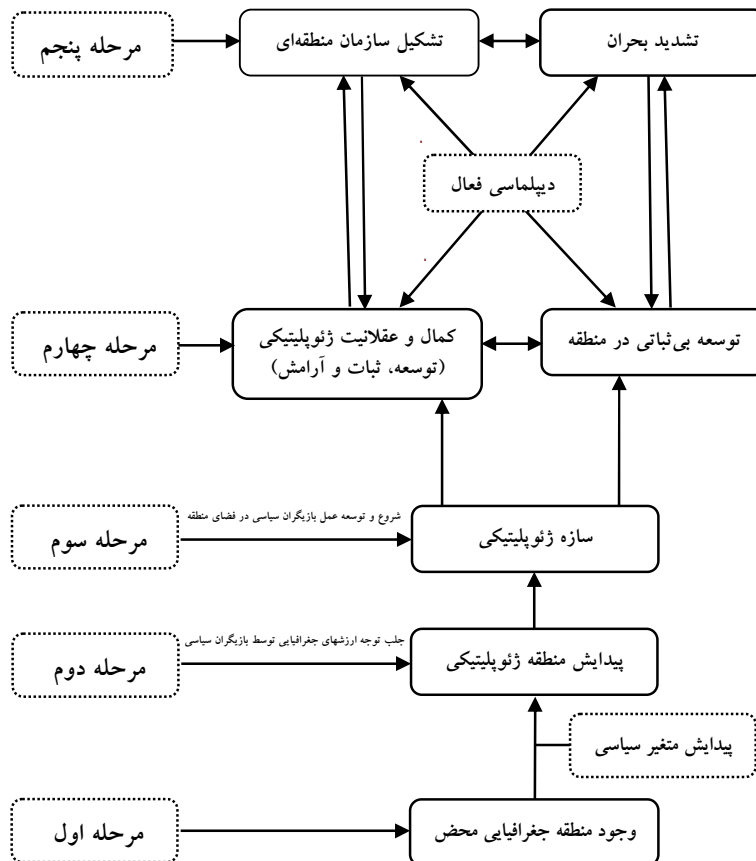 مرحله پنجم
تشکیل سازمان منطقه‌ای
تشدید بحران
دیپلماسی فعال
مرحله چهارم
کمال و عقلانیت ژئوپلیتیکی
(توسعه، ثبات و آرامش)
توسعه بی‌ثباتی در منطقه
مرحله سوم
شروع و توسعه عمل بازیگران سیاسی در فضای منطقه
سازه ژئوپلیتیکی
مرحله دوم
جلب توجه ارزشهای جغرافیایی توسط بازیگران سیاسی
پیدایش منطقه ژئوپلیتیکی
پیدایش متغیر سیاسی
مرحله اول
وجود منطقه جغرافیایی محض